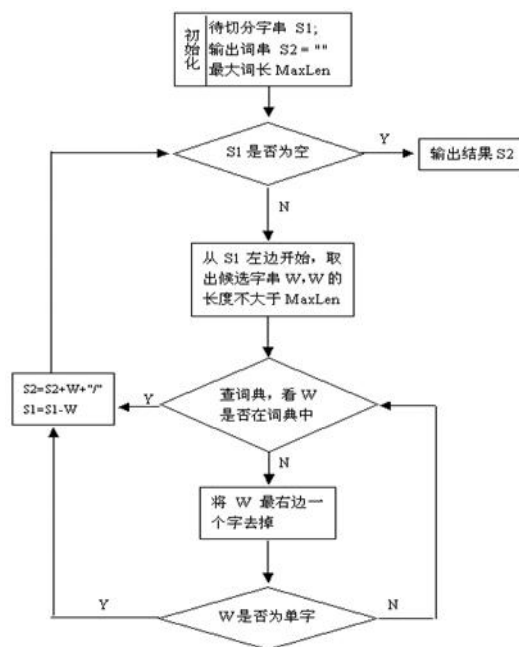 初始化
待切分字串 S1;
输出词串 S2 = ""
最大词长 MaxLen
S1 是否为空
Y
输出结果 S2
N
从 S1 左边开始，取
出候选字串 W,W 的
长度不大于 MaxLen
S2=S2+W+"/"
S1=S1-W
Y
查词典，看 W
是否在词典中
N
将 W 最右边一
个字去掉
Y
W 是否为单字
N